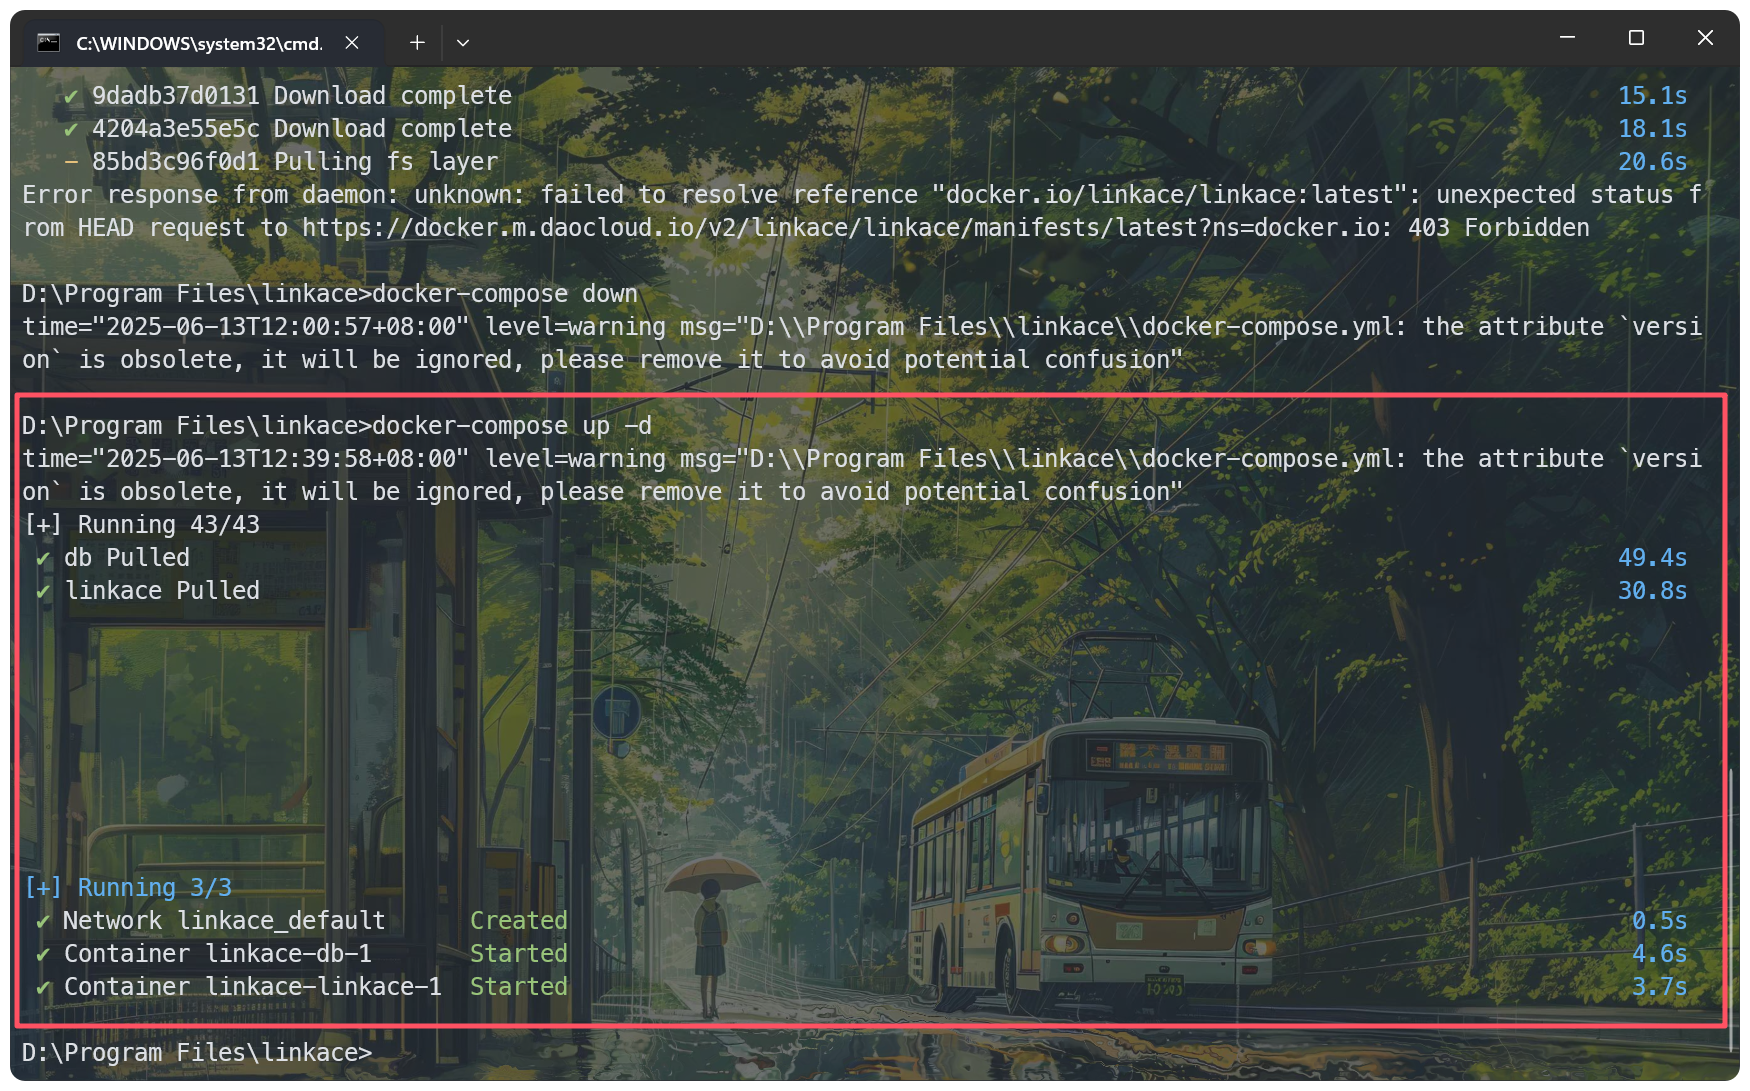 C:\WINDOWS\system32\cmd.
✔ 9dadb37d0131 Download complete 15.1s
✔ 4204a3e55e5c Download complete 18.1s
- 85bd3c96f0d1 Pulling fs layer 20.6s
Error response from daemon: unknown: failed to resolve reference "docker.io/linkace/linkace:latest": unexpected status f
rom HEAD request to https://docker.m.daocloud.io/v2/linkace/linkace/manifests/latest?ns=docker.io: 403 Forbidden
D:\Program Files\linkace>docker-compose down
time="2025-06-13T12:00:57+08:00" level=warning msg="D:\\Program Files\\linkace\\docker-compose.yml: the attribute `versi
on` is obsolete, it will be ignored, please remove it to avoid potential confusion"
D:\Program Files\linkace>docker-compose up -d
time="2025-06-13T12:39:58+08:00" level=warning msg="D:\\Program Files\\linkace\\docker-compose.yml: the attribute `versi
on` is obsolete, it will be ignored, please remove it to avoid potential confusion"
[+] Running 43/43
✔ db Pulled 49.4s
✔ linkace Pulled 30.8s
[+] Running 3/3
✔ Network linkace_default Created 0.5s
✔ Container linkace-db-1 Started 4.6s
✔ Container linkace-linkace-1 Started 3.7s
D:\Program Files\linkace>